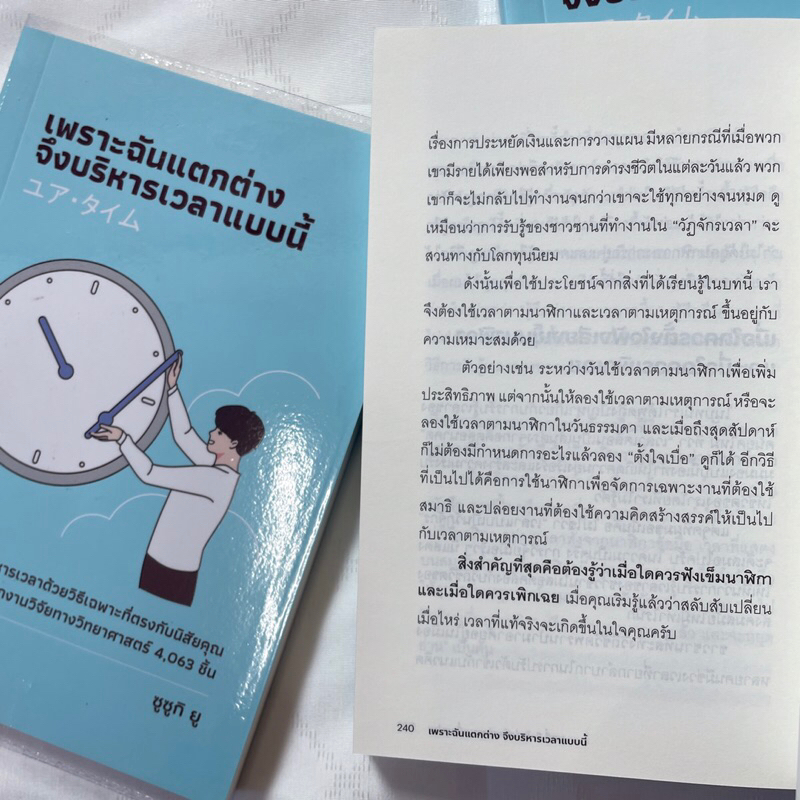 เพราะฉันแตกต่าง
จึงบริหารเวลาแบบนี้
ユア・タイム
ารเวลาด้วยวิธีเฉพาะที่ตรงกับนิสัยคุณ
กงานวิจัยทางวิทยาศาสตร์ 4,063 ชิ้น
ซูซูกิ ยู
เรื่องการประหยัดเงินและการวางแผน มีหลายกรณีที่เมื่อพวก
เขามีรายได้เพียงพอสำหรับการดำรงชีวิตในแต่ละวันแล้ว พวก
เขาก็จะไม่กลับไปทำงานจนกว่าเขาจะใช้ทุกอย่างจนหมด ดู
เหมือนว่าการรับรู้ของชาวซานที่ทำงานใน “วัฏจักรเวลา” จะ
สวนทางกับโลกทุนนิยม
ดังนั้นเพื่อใช้ประโยชน์จากสิ่งที่ได้เรียนรู้ในบทนี้ เรา
จึงต้องใช้เวลาตามนาฬิกาและเวลาตามเหตุการณ์ ขึ้นอยู่กับ
ความเหมาะสมด้วย
ตัวอย่างเช่น ระหว่างวันใช้เวลาตามนาฬิกาเพื่อเพิ่ม
ประสิทธิภาพ แต่จากนั้นให้ลองใช้เวลาตามเหตุการณ์ หรือจะ
ลองใช้เวลาตามนาฬิกาในวันธรรมดา และเมื่อถึงสุดสัปดาห์
ก็ไม่ต้องมีกำหนดการอะไรแล้วลอง “ตั้งใจเบื่อ” ดูก็ได้ อีกวิธี
ที่เป็นไปได้คือการใช้นาฬิกาเพื่อจัดการเฉพาะงานที่ต้องใช้
สมาธิ และปล่อยงานที่ต้องใช้ความคิดสร้างสรรค์ให้เป็นไป
กับเวลาตามเหตุการณ์
สิ่งสำคัญที่สุดคือต้องรู้ว่าเมื่อใดควรฟังเข็มนาฬิกา
และเมื่อใดควรเพิกเฉย เมื่อคุณเริ่มรู้แล้วว่าสลับสับเปลี่ยน
เมื่อไหร่ เวลาที่แท้จริงจะเกิดขึ้นในใจคุณครับ
240 เพราะฉันแตกต่าง จึงบริหารเวลาแบบนี้